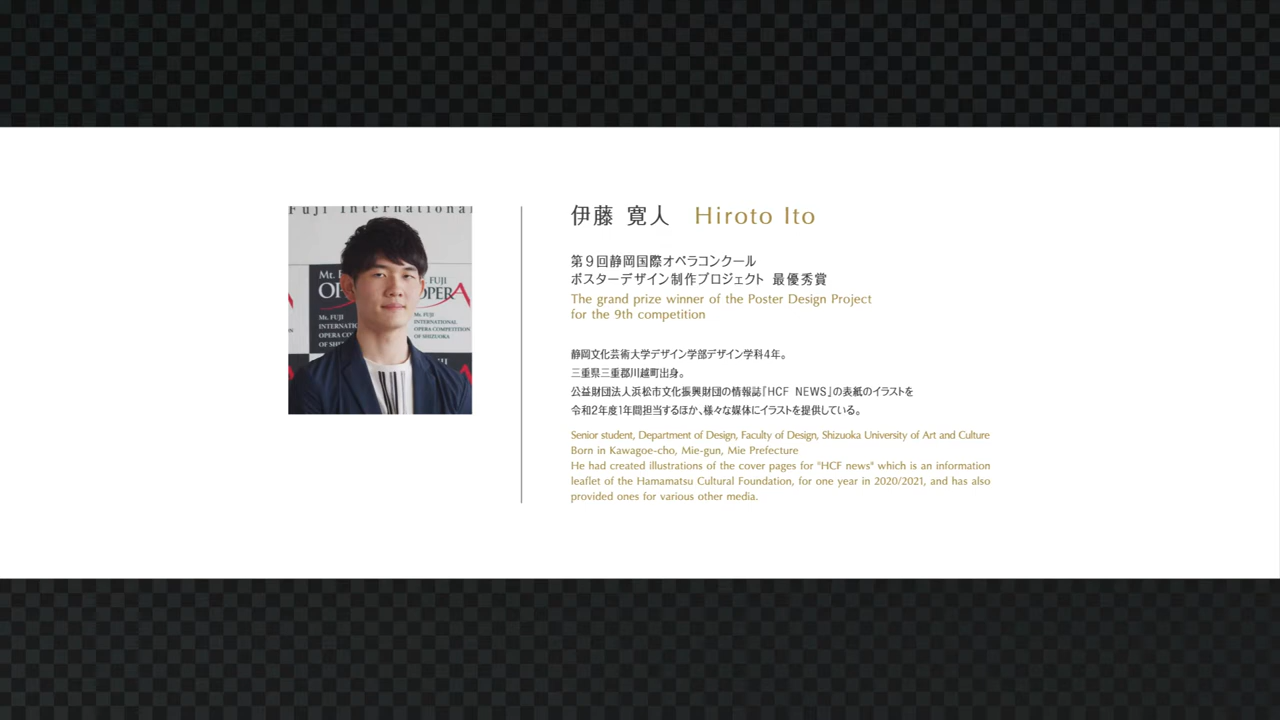 Fuji International
Mt. F
OP
Mt. FUJI
INTERNATIO
OPERA CO
OF SH
FUJI
OPERA
Mt. FUJI
INTERNATIONAL
OPERA COMPETITION
OF SHIZUOKA
伊藤 寛人 Hiroto Ito
第9回静岡国際オペラコンクール
ポスターデザイン制作プロジェクト 最優秀賞
The grand prize winner of the Poster Design Project
for the 9th competition
静岡文化芸術大学デザイン学部デザイン学科4年。
三重県三重郡川越町出身。
公益財団法人浜松市文化振興財団の情報誌『HCF NEWS』の表紙のイラストを
令和2年度1年間担当するほか、様々な媒体にイラストを提供している。
Senior student, Department of Design, Faculty of Design, Shizuoka University of Art and Culture
Born in Kawagoe-cho, Mie-gun, Mie Prefecture
He had created illustrations of the cover pages for "HCF news" which is an information
leaflet of the Hamamatsu Cultural Foundation, for one year in 2020/2021, and has also
provided ones for various other media.